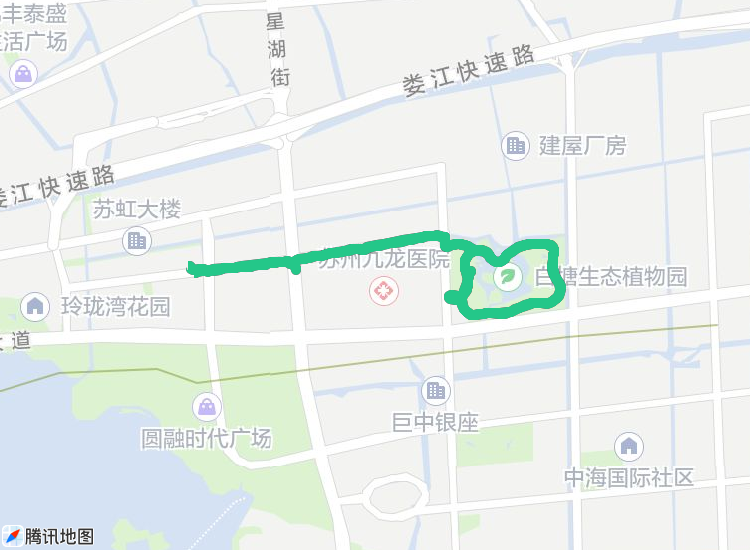 丰泰盛
活广场
星湖街
娄江快速路
建屋厂房
江快速路
苏虹大楼
苏州九龙医院
白塘生态植物园
玲珑湾花园
道
巨中银座
圆融时代广场
中海国际社区
腾讯地图